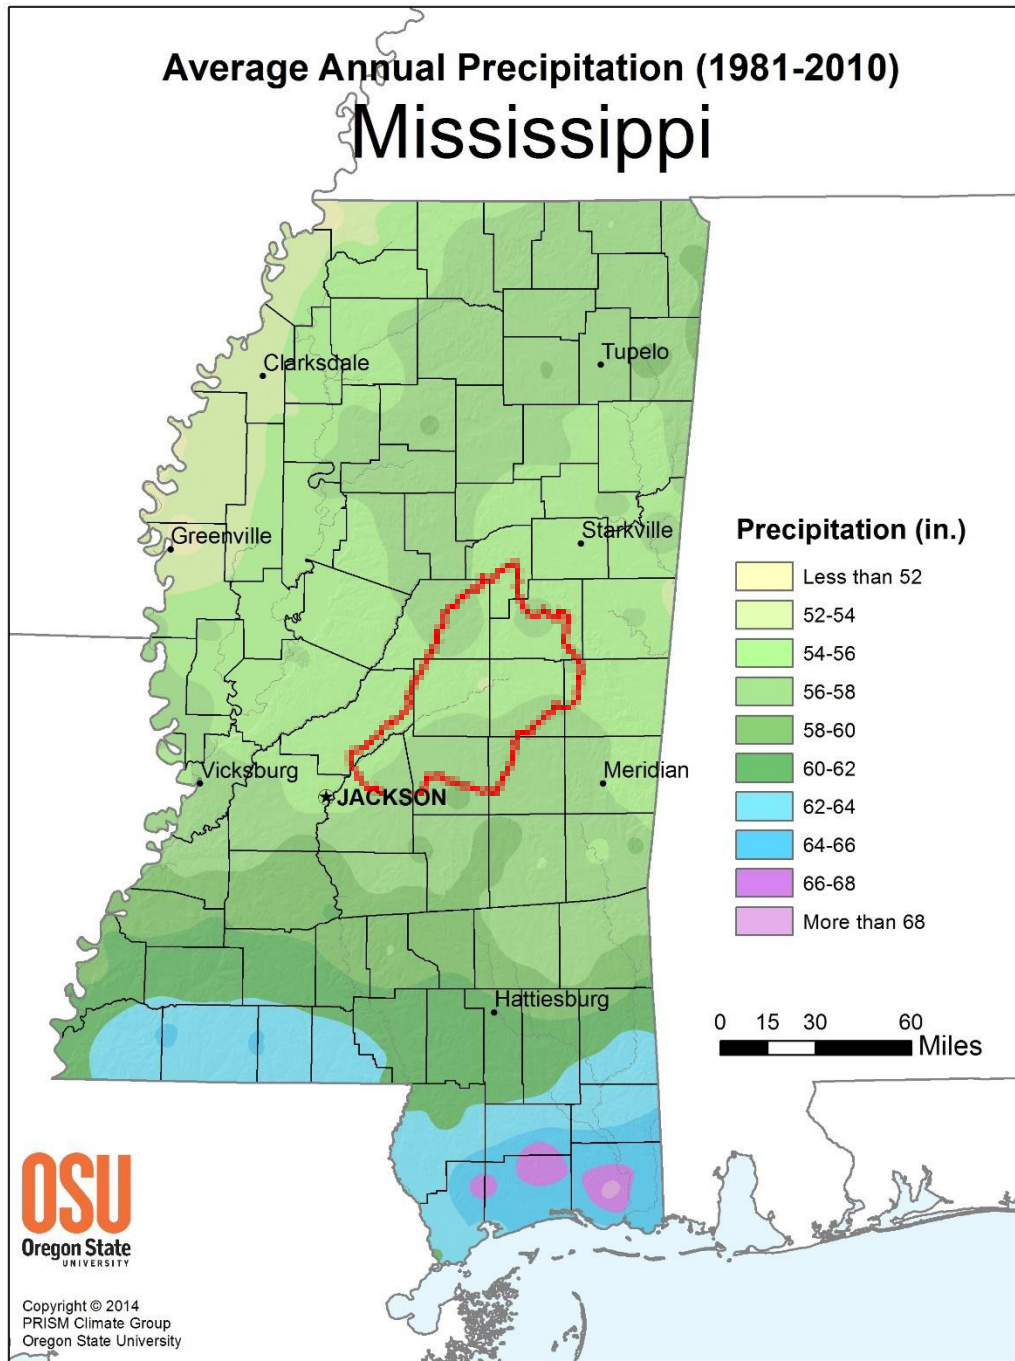 Average Annual Precipitation (1981-2010)
Mississippi
Clarksdale
Tupelo
Greenville
Starkville
Vicksburg
JACKSON
Meridian
Hattiesburg
Precipitation (in.)
Less than 52
52-54
54-56
56-58
58-60
60-62
62-64
64-66
66-68
More than 68
0 15 30 60
Miles
OSU
Oregon State
UNIVERSITY
Copyright © 2014
PRISM Climate Group
Oregon State University